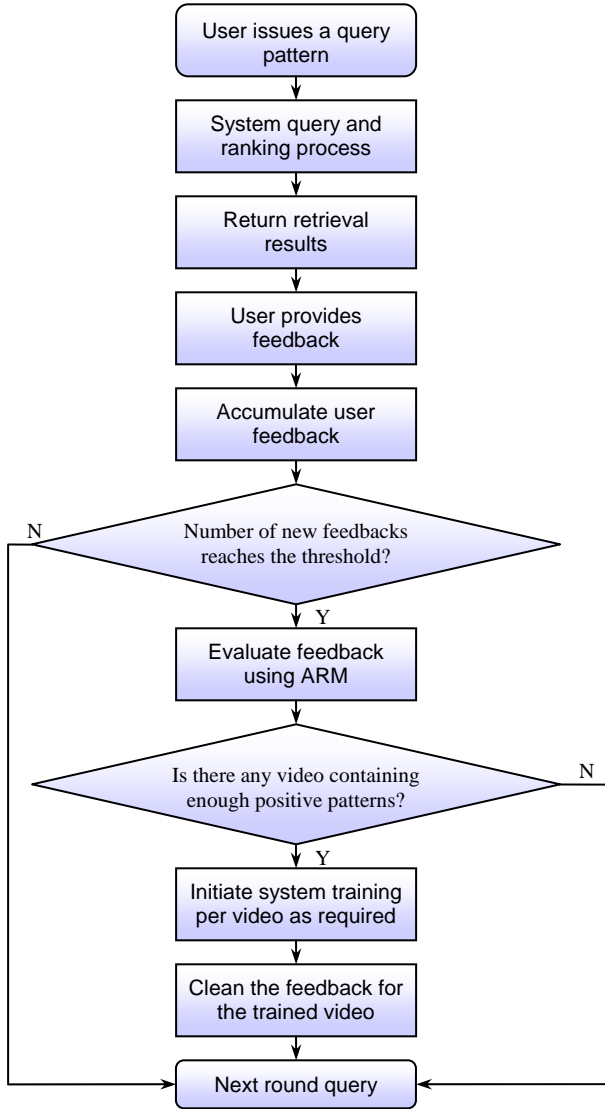 User issues a query
pattern
System query and
ranking process
Return retrieval
results
User provides
feedback
Accumulate user
feedback
N
Number of new feedbacks
reaches the threshold?
Y
Evaluate feedback
using ARM
Is there any video containing
enough positive patterns?
N
Y
Initiate system training
per video as required
Clean the feedback for
the trained video
Next round query